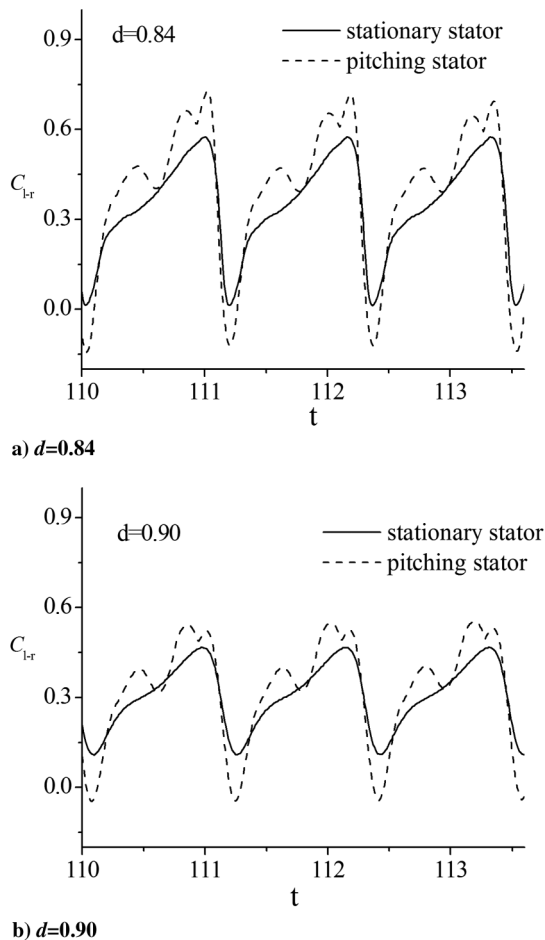 0.9
d=0.84
stationary stator
pitching stator
0.6
C_l-r
0.3
0.0
110 111 112 113
t
a) d=0.84
0.9
d=0.90
stationary stator
pitching stator
0.6
C_l-r
0.3
0.0
110 111 112 113
t
b) d=0.90